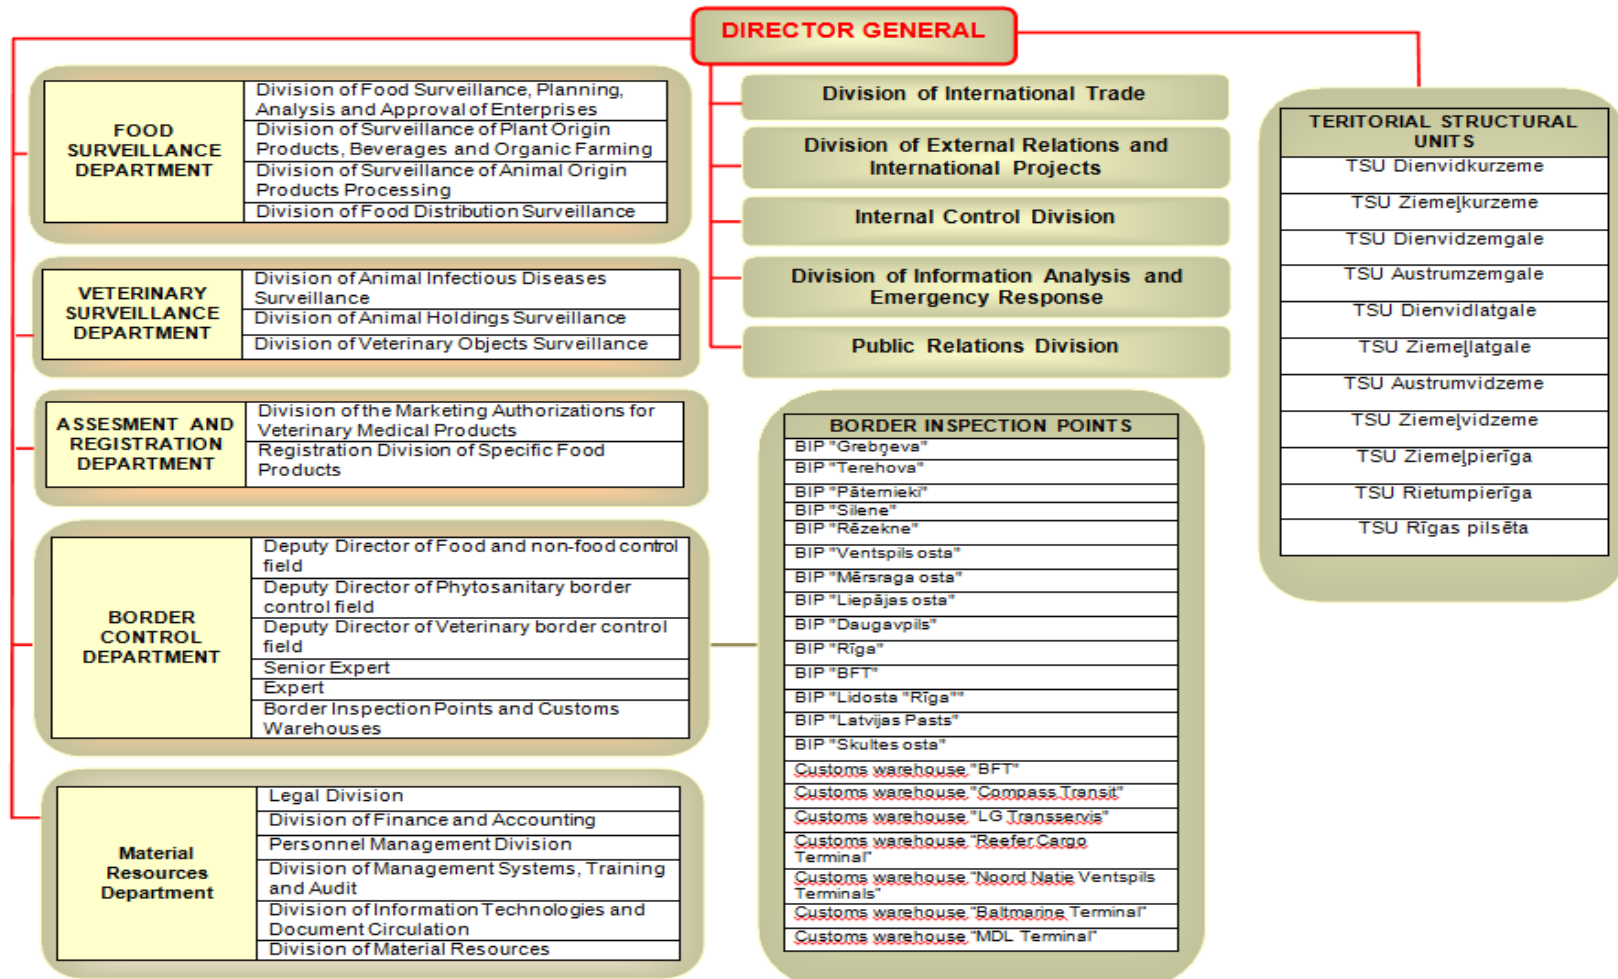 DIRECTOR GENERAL
FOOD
SURVEILLANCE
DEPARTMENT
Division of Food Surveillance, Planning,
Analysis and Approval of Enterprises
Division of Surveillance of Plant Origin
Products, Beverages and Organic Farming
Division of Surveillance of Animal Origin
Products Processing
Division of Food Distribution Surveillance
VETERINARY
SURVEILLANCE
DEPARTMENT
Division of Animal Infectious Diseases
Surveillance
Division of Animal Holdings Surveillance
Division of Veterinary Objects Surveillance
ASSESMENT AND
REGISTRATION
DEPARTMENT
Division of the Marketing Authorizations for
Veterinary Medical Products
Registration Division of Specific Food
Products
BORDER
CONTROL
DEPARTMENT
Deputy Director of Food and non-food control
field
Deputy Director of Phytosanitary border
control field
Deputy Director of Veterinary border control
field
Senior Expert
Expert
Border Inspection Points and Customs
Warehouses
Material
Resources
Department
Legal Division
Division of Finance and Accounting
Personnel Management Division
Division of Management Systems, Training
and Audit
Division of Information Technologies and
Document Circulation
Division of Material Resources
Division of International Trade
Division of External Relations and
International Projects
Internal Control Division
Division of Information Analysis and
Emergency Response
Public Relations Division
BORDER INSPECTION POINTS
BIP "Grebņeva"
BIP "Terehova"
BIP "Pāternieki"
BIP "Silene"
BIP "Rēzekne"
BIP "Ventspils osta"
BIP "Mērsraga osta"
BIP "Liepājas osta"
BIP "Daugavpils"
BIP "Rīga"
BIP "BFT"
BIP "Lidosta "Rīga""
BIP "Latvijas Pasts"
BIP "Skultes osta"
Customs warehouse "BFT"
Customs warehouse "Compass Transit"
Customs warehouse "LG Transservis"
Customs warehouse "Reefer Cargo
Terminal"
Customs warehouse "Noord Natie Ventspils
Terminals"
Customs warehouse "Baltmarine Terminal"
Customs warehouse "MDL Terminal"
TERITORIAL STRUCTURAL
UNITS
TSU Dienvidkurzeme
TSU Ziemeļkurzeme
TSU Dienvidzemgale
TSU Austrumzemgale
TSU Dienvidlatgale
TSU Ziemeļlatgale
TSU Austrumvidzeme
TSU Ziemeļvidzeme
TSU Ziemeļpierīga
TSU Rietumpierīga
TSU Rīgas pilsēta